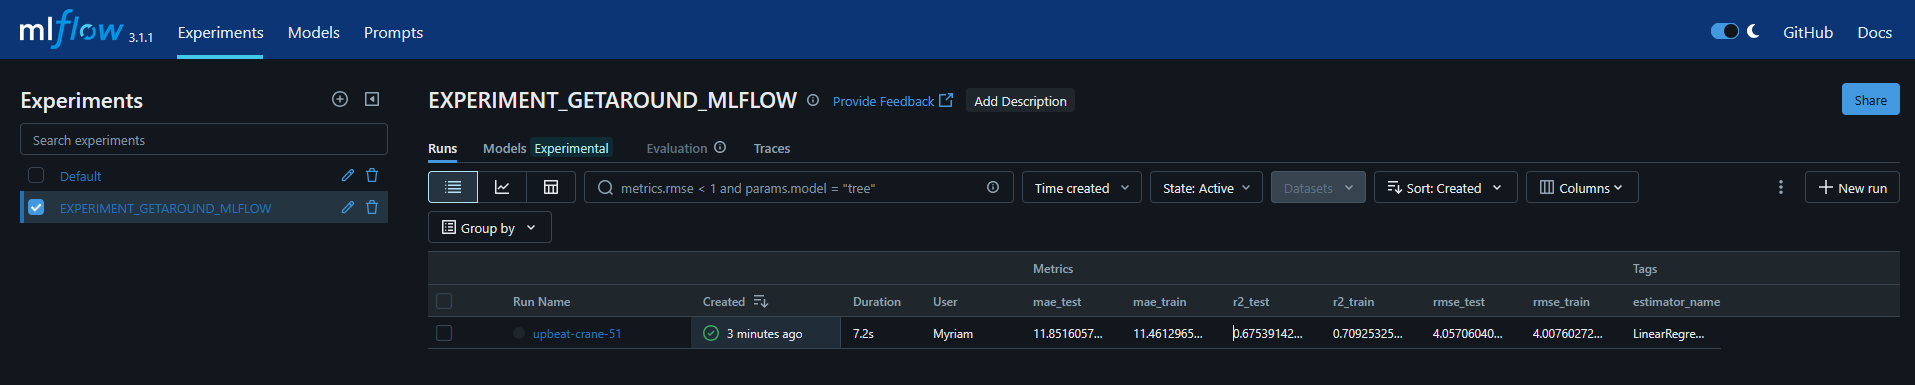 mlflow 3.1.1 Experiments Models Prompts GitHub Docs
Experiments
Search experiments
Default
EXPERIMENT_GETAROUND_MLFLOW
EXPERIMENT_GETAROUND_MLFLOW Provide Feedback Add Description Share
Runs Models Experimental Evaluation Traces
metrics.rmse < 1 and params.model = "tree" Time created State: Active Datasets Sort: Created Columns New run
Group by
Metrics Tags
Run Name Created Duration User mae_test mae_train r2_test r2_train rmse_test rmse_train estimator_name
upbeat-crane-51 3 minutes ago 7.2s Myriam 11.8516057... 11.4612965... 0.67539142... 0.70925325... 4.05706040... 4.00760272... LinearRegre...